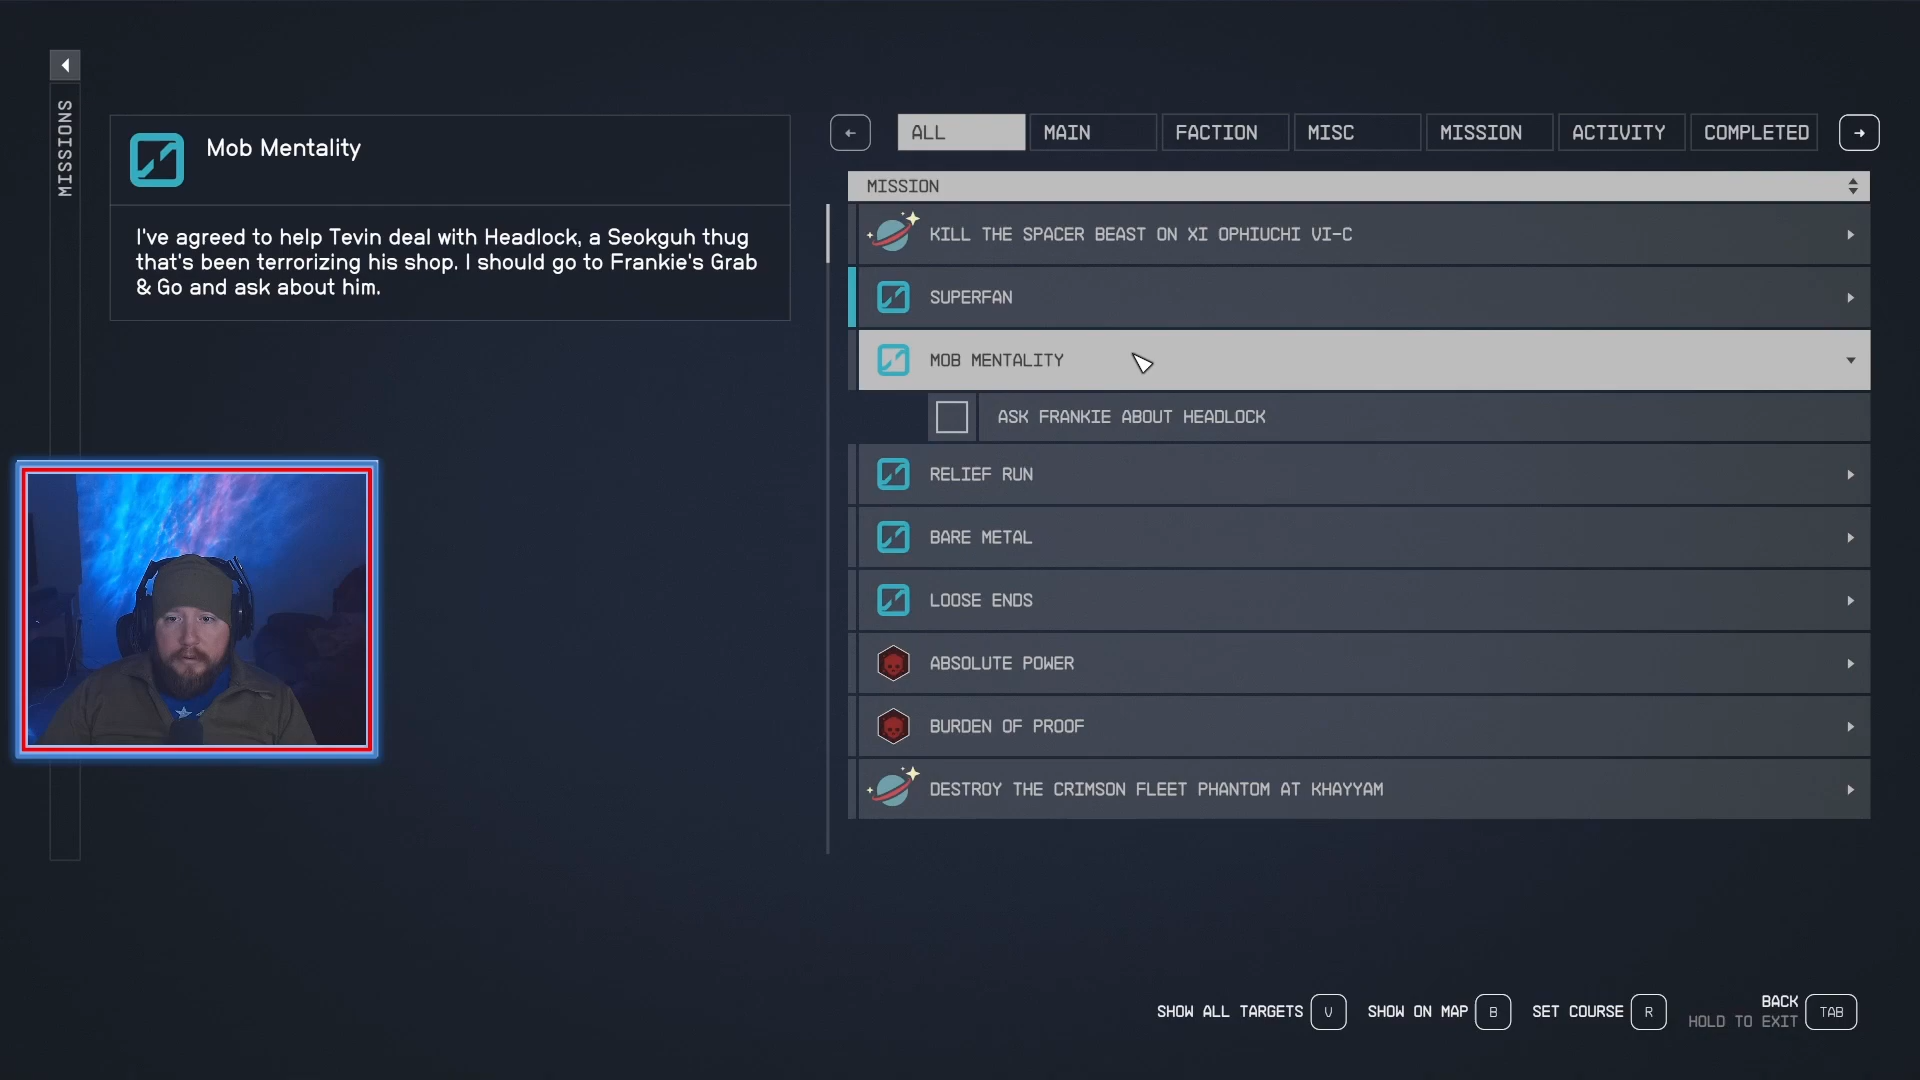 MISSIONS
Mob Mentality
I've agreed to help Tevin deal with Headlock, a Seokguh thug
that's been terrorizing his shop. I should go to Frankie's Grab
& Go and ask about him.
ALL
MAIN
FACTION
MISC
MISSION
ACTIVITY
COMPLETED
MISSION
KILL THE SPACER BEAST ON XI OPHIUCHI VI-C
SUPERFAN
MOB MENTALITY
ASK FRANKIE ABOUT HEADLOCK
RELIEF RUN
BARE METAL
LOOSE ENDS
ABSOLUTE POWER
BURDEN OF PROOF
DESTROY THE CRIMSON FLEET PHANTOM AT KHAYYAM
SHOW ALL TARGETS V
SHOW ON MAP B
SET COURSE R
BACK
HOLD TO EXIT
TAB